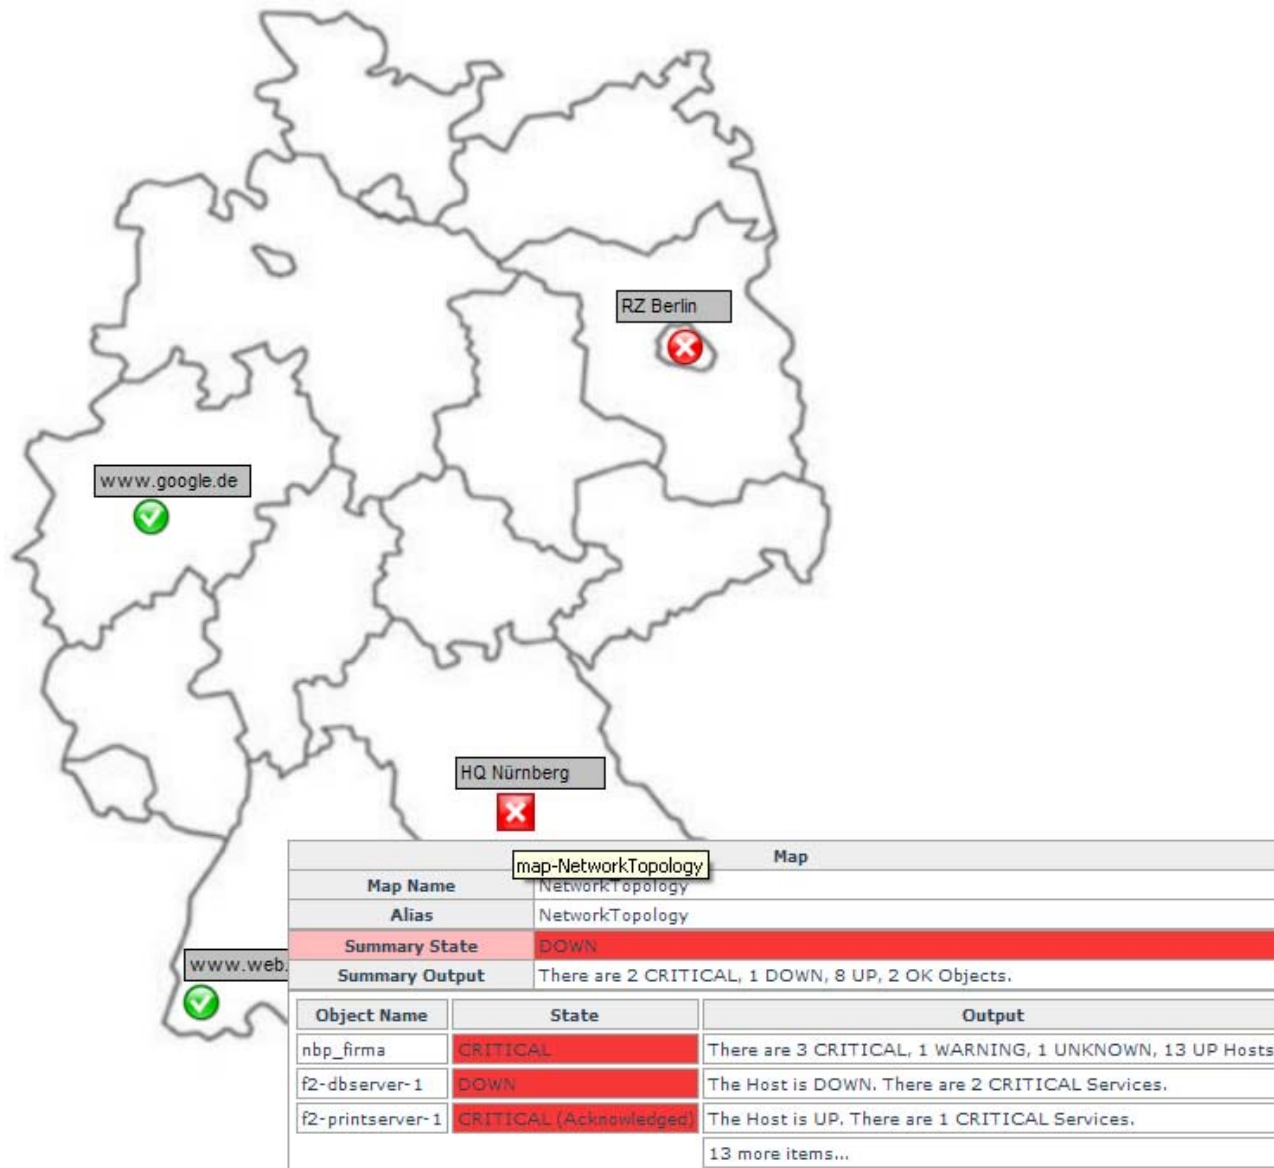 RZ Berlin
www.google.de
HQ Nürnberg
Map
map-NetworkTopology
Map Name NetworkTopology
Alias NetworkTopology
Summary State DOWN
www.web.
Summary Output There are 2 CRITICAL, 1 DOWN, 8 UP, 2 OK Objects.
Object Name State Output
nbp_firma CRITICAL There are 3 CRITICAL, 1 WARNING, 1 UNKNOWN, 13 UP Hosts
f2-dbserver-1 DOWN The Host is DOWN. There are 2 CRITICAL Services.
f2-printserver-1 CRITICAL (Acknowledged) The Host is UP. There are 1 CRITICAL Services.
13 more items...